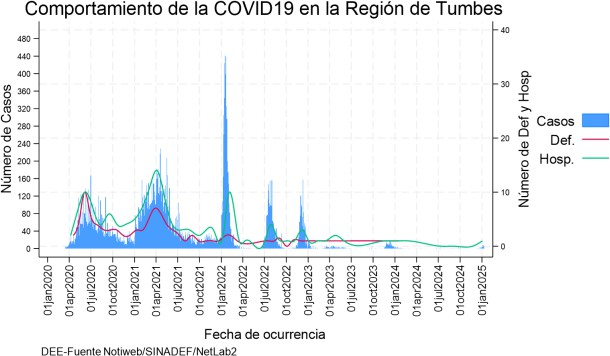 Comportamiento de la COVID19 en la Región de Tumbes
Número de Casos
480
440
400
360
320
280
240
200
160
120
80
40
0
40
30
20
10
0
Número de Def y Hosp
Casos
Def.
Hosp.
01jan2020
01apr2020
01jul2020
01oct2020
01jan2021
01apr2021
01jul2021
01oct2021
01jan2022
01apr2022
01jul2022
01oct2022
01jan2023
01apr2023
01jul2023
01oct2023
01jan2024
01apr2024
01jul2024
01oct2024
01jan2025
Fecha de ocurrencia
DEE-Fuente Notiweb/SINADEF/NetLab2